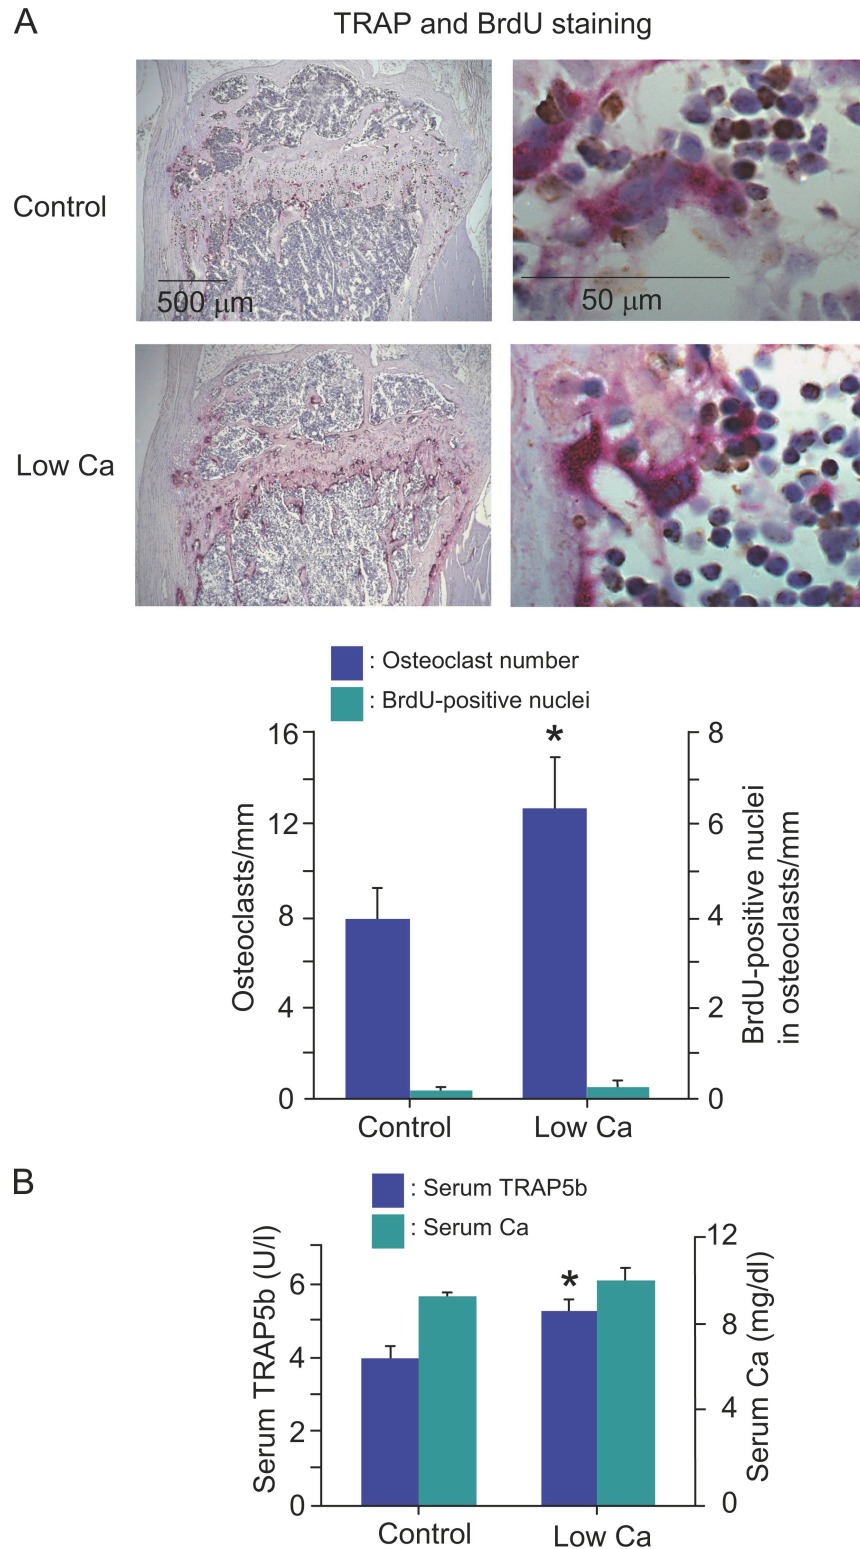 A
TRAP and BrdU staining
Control
500 μm
50 μm
Low Ca
: Osteoclast number
: BrdU-positive nuclei
Osteoclasts/mm
16
12
8
4
0
*
8
6
4
2
0
BrdU-positive nuclei
in osteoclasts/mm
Control
Low Ca
B
: Serum TRAP5b
: Serum Ca
Serum TRAP5b (U/l)
6
4
2
0
*
12
8
4
0
Serum Ca (mg/dl)
Control
Low Ca